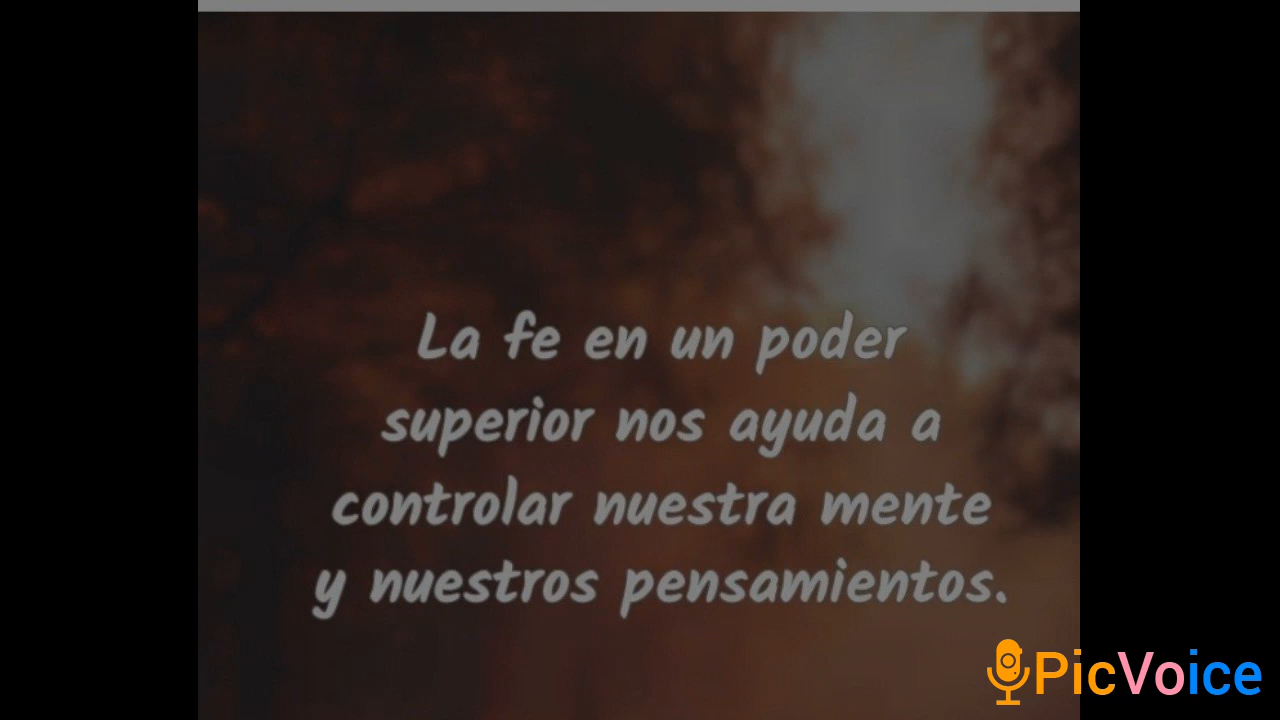 La fe en un poder
superior nos ayuda a
controlar nuestra mente
y nuestros pensamientos.
PicVoice